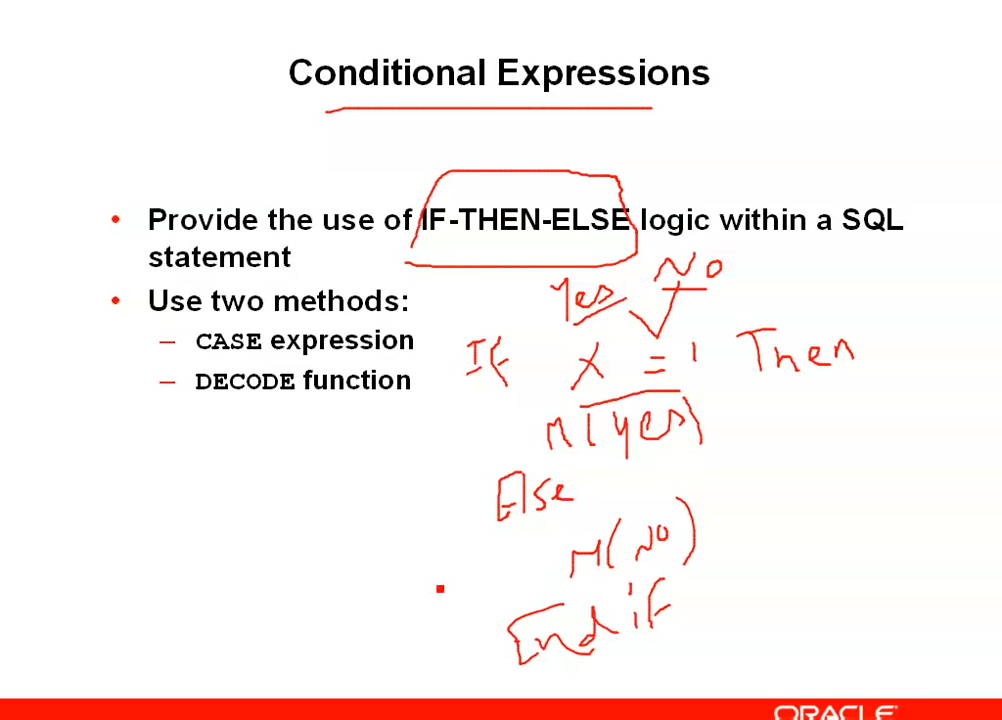 Conditional Expressions
• Provide the use of IF-THEN-ELSE logic within a SQL
statement
• Use two methods:
– CASE expression
– DECODE function
Yes No
If X = 1 Then
M(yes)
Else
M(NO)
End if
ORACLE